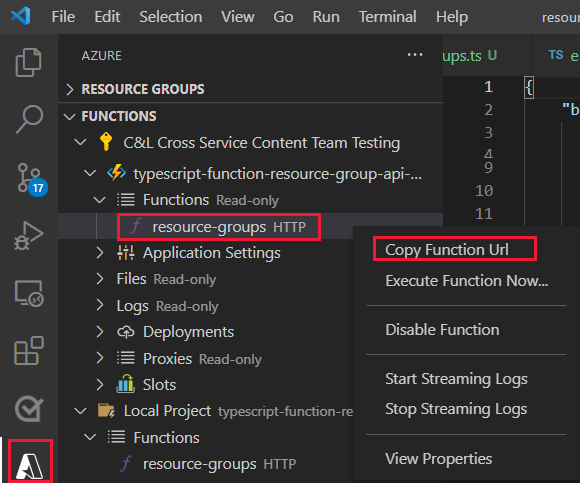 File Edit Selection View Go Run Terminal Help resour
AZURE ... ups.ts U TS e
RESOURCE GROUPS
FUNCTIONS
C&L Cross Service Content Team Testing
typescript-function-resource-group-api-...
Functions Read-only
resource-groups HTTP
Application Settings
Files Read-only
Logs Read-only
Deployments
Proxies Read-only
Slots
Local Project typescript-function-re
Functions
resource-groups HTTP
17
1 {
2 "b
3
4
9
10
11
Copy Function Url
Execute Function Now...
Disable Function
Start Streaming Logs
Stop Streaming Logs
View Properties